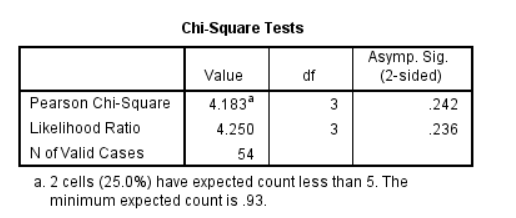 Chi-Square Tests
Value df Asymp. Sig. (2-sided)
Pearson Chi-Square 4.183a 3 .242
Likelihood Ratio 4.250 3 .236
N of Valid Cases 54
a. 2 cells (25.0%) have expected count less than 5. The
minimum expected count is .93.